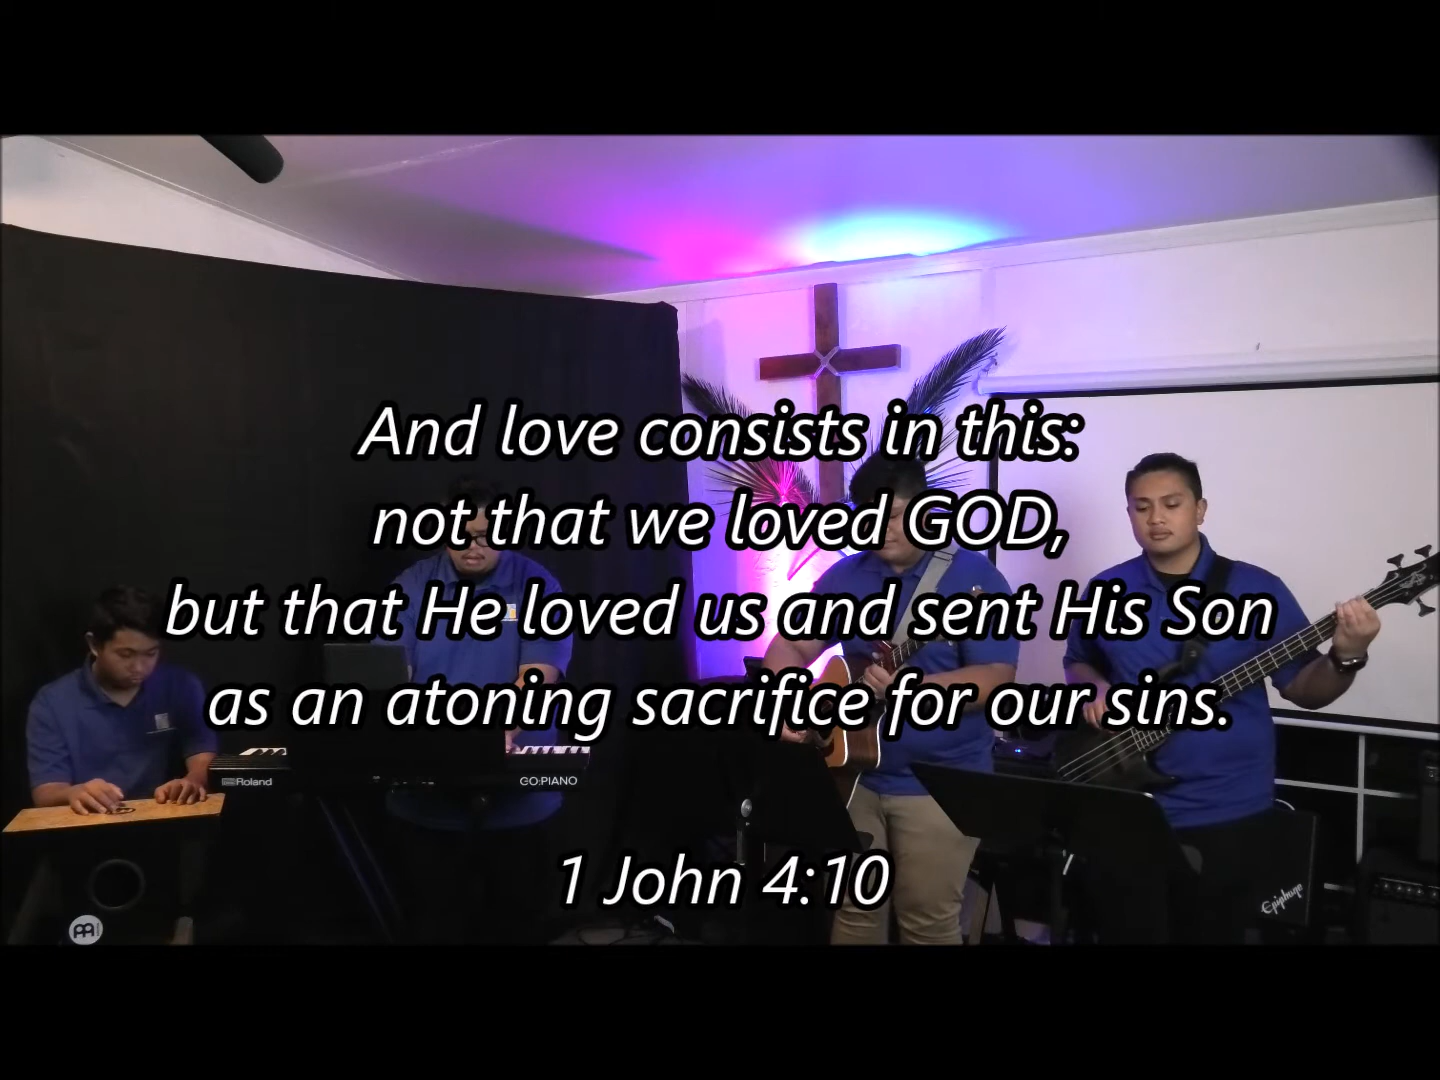 And love consists in this:
not that we loved GOD,
but that He loved us and sent His Son
as an atoning sacrifice for our sins.
Roland
GO:PIANO
1 John 4:10
Epiphone